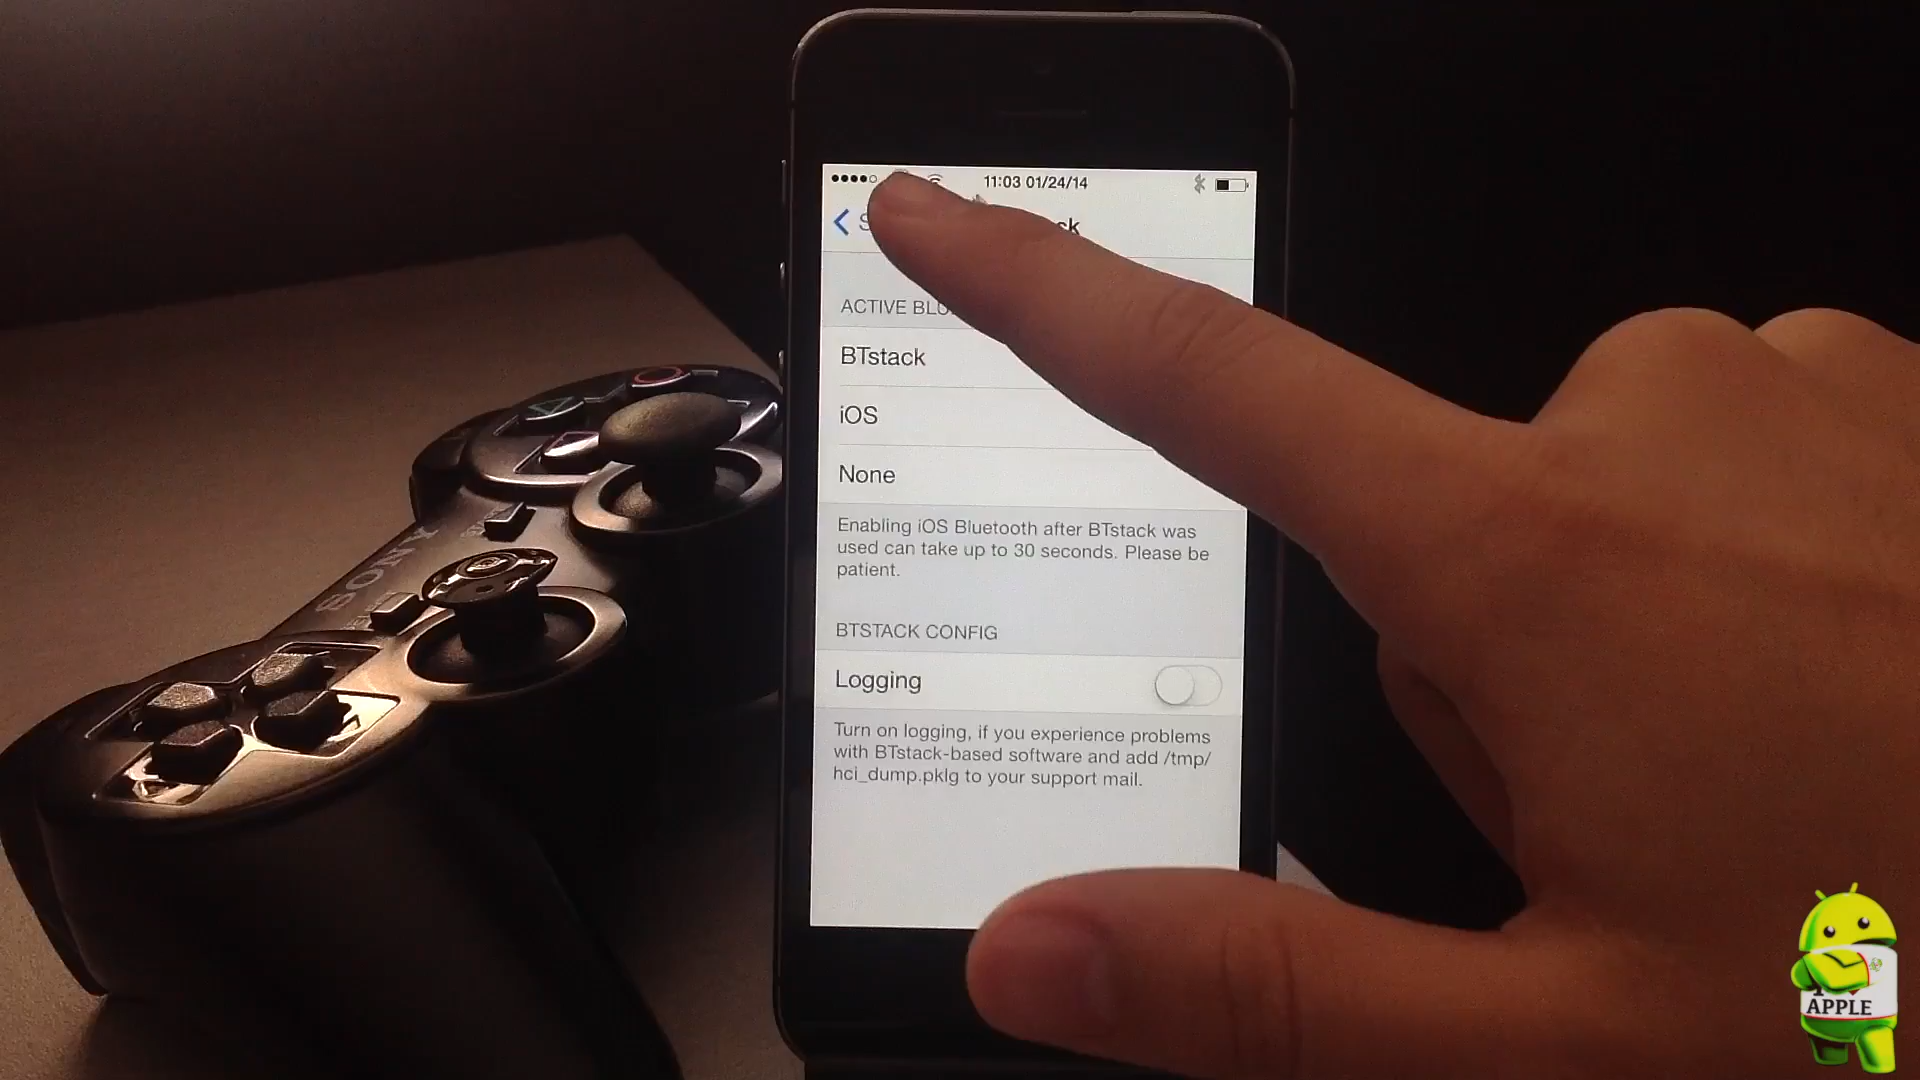 11:03 01/24/14
ACTIVE
BTstack
iOS
None
Enabling iOS Bluetooth after BTstack was
used can take up to 30 seconds. Please be
patient.
BTSTACK CONFIG
Logging
Turn on logging, if you experience problems
with BTstack-based software and add /tmp/
hci_dump.pklg to your support mail.
SONY
I
APPLE